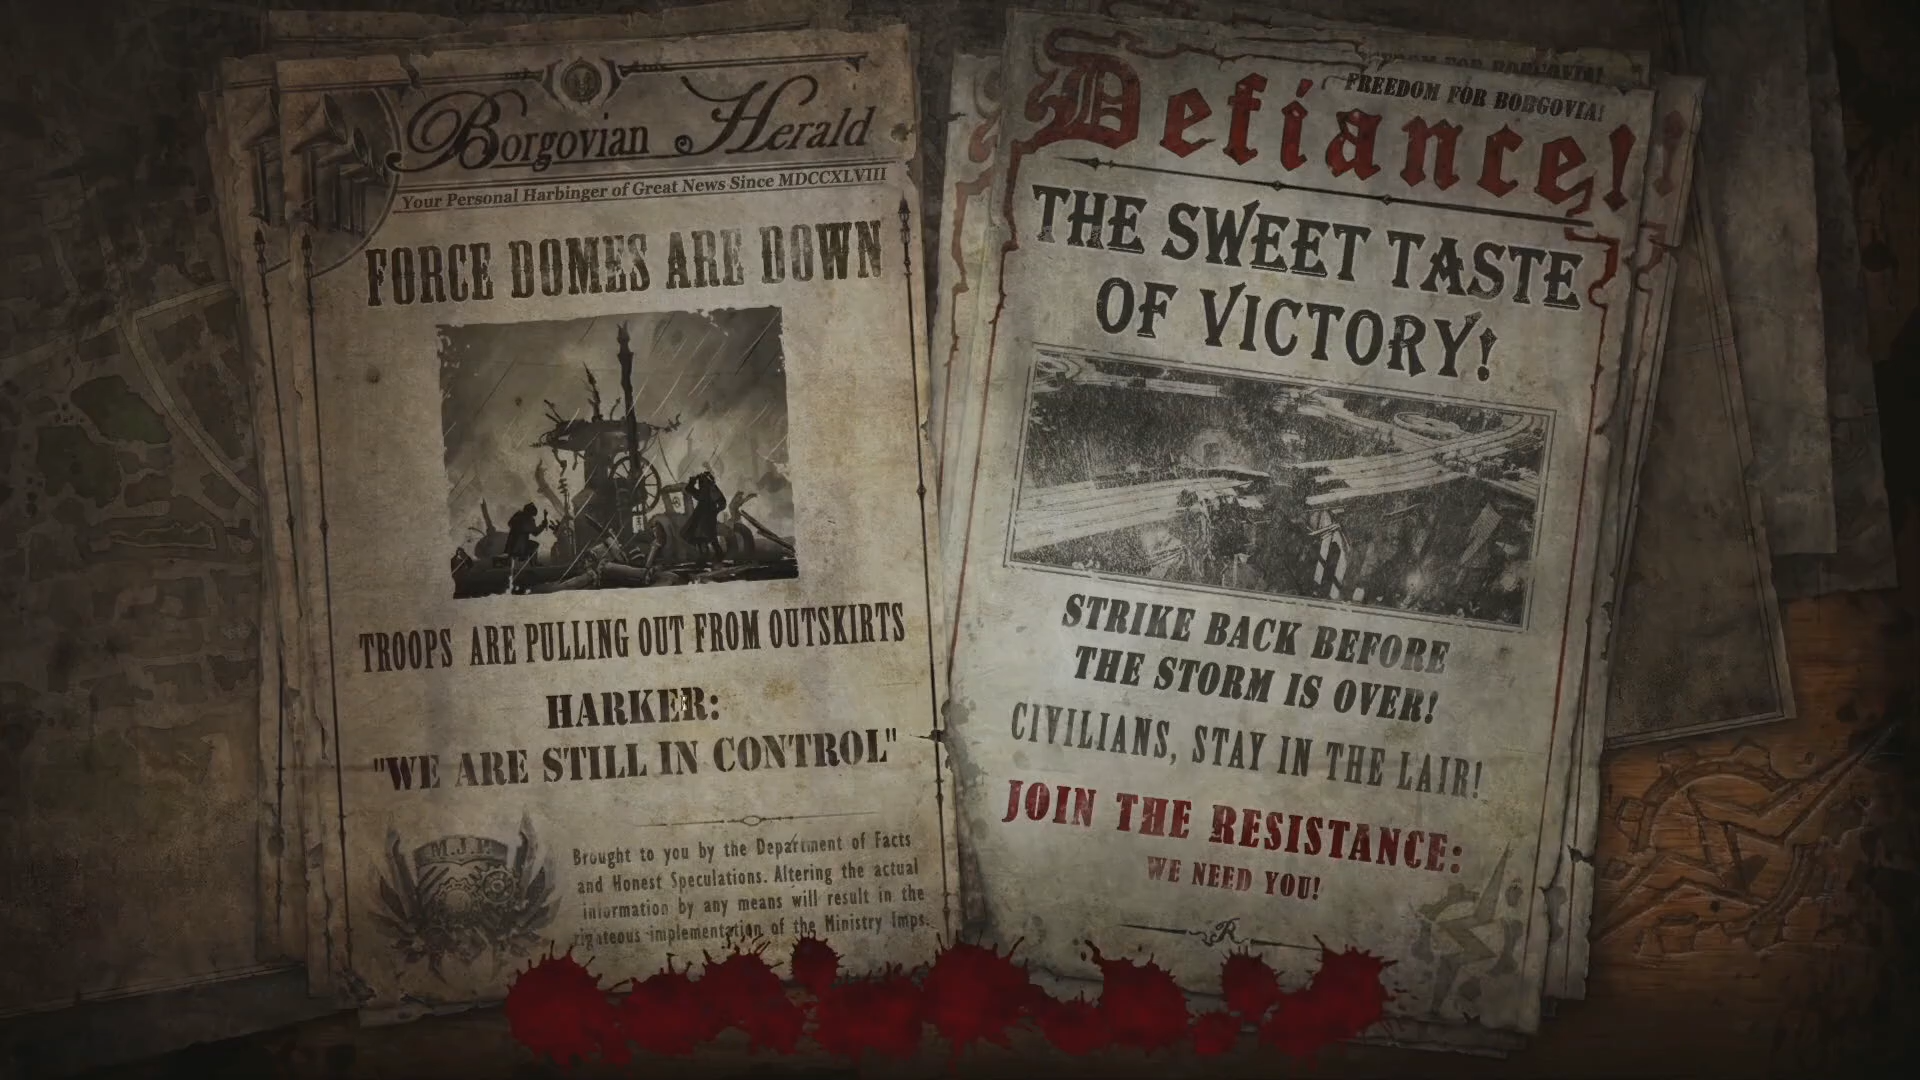 Borgovian Herald
Your Personal Harbinger of Great News Since MDCCXLVIII
FORCE DOMES ARE DOWN
TROOPS ARE PULLING OUT FROM OUTSKIRTS
HARKER:
"WE ARE STILL IN CONTROL"
Brought to you by the Department of Facts
and Honest Speculations. Altering the actual
information by any means will result in the
righteous implementation of the Ministry Imps.
FREEDOM FOR BORGOVIA!
Defiance!
THE SWEET TASTE
OF VICTORY!
STRIKE BACK BEFORE
THE STORM IS OVER!
CIVILIANS, STAY IN THE LAIR!
JOIN THE RESISTANCE:
WE NEED YOU!
R